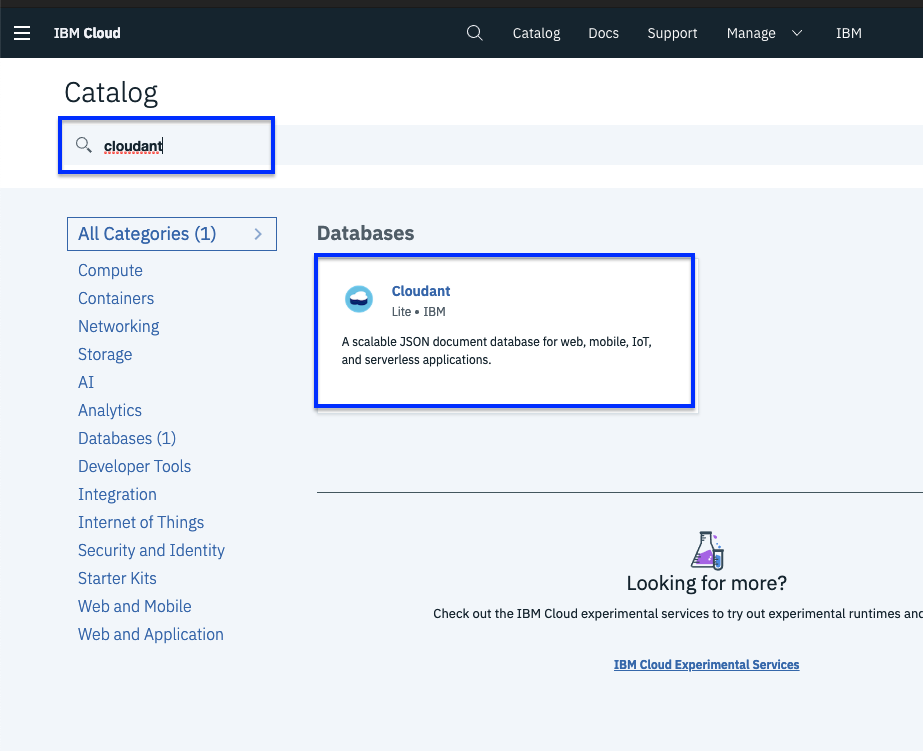 IBM Cloud
Catalog
Docs
Support
Manage
IBM
Catalog
cloudant
All Categories (1)
Compute
Containers
Networking
Storage
AI
Analytics
Databases (1)
Developer Tools
Integration
Internet of Things
Security and Identity
Starter Kits
Web and Mobile
Web and Application
Databases
Cloudant
Lite • IBM
A scalable JSON document database for web, mobile, IoT,
and serverless applications.
Looking for more?
Check out the IBM Cloud experimental services to try out experimental runtimes and
IBM Cloud Experimental Services